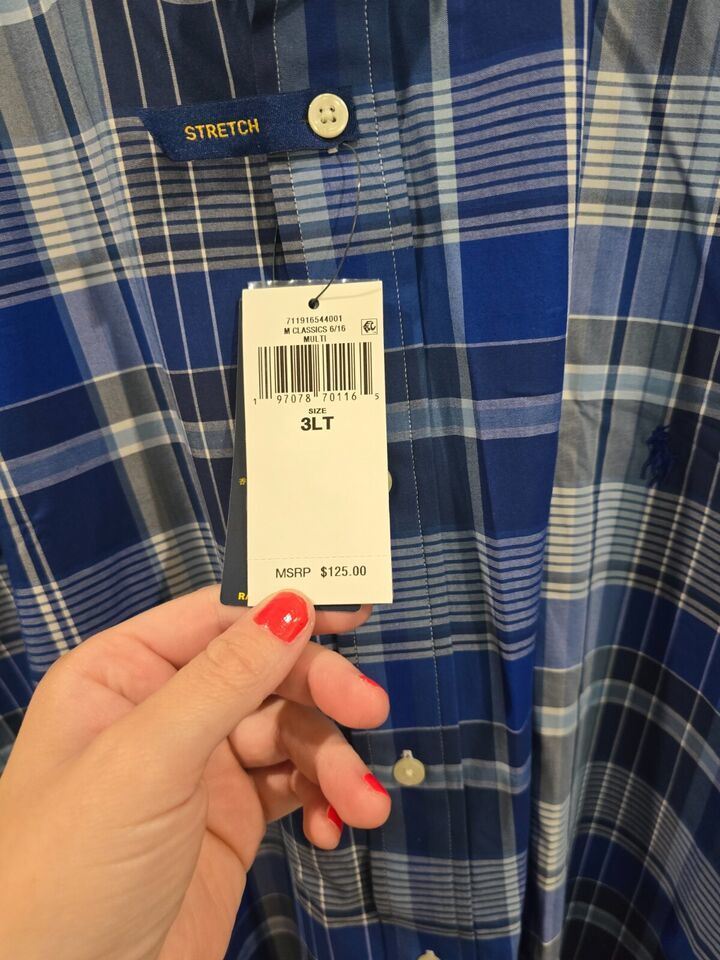 STRETCH
711916544001
M CLASSICS 6/16
MULTI
1 97078 70116 5
SIZE
3LT
MSRP $125.00